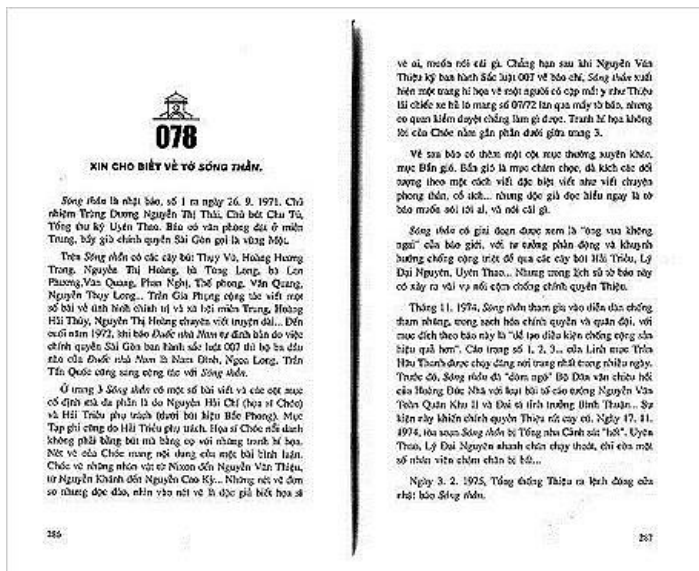 078
XIN CHO BIẾT VỀ TỜ SÓNG THẦN.
Sóng thần là nhật báo, số 1 ra ngày 26. 9. 1971. Chủ
nhiệm Trùng Dương Nguyễn Thị Thái, Chủ bút Chu Tử,
Tổng thư ký Uyên Thao. Báo có văn phòng đặt ở miền
Trung, bấy giờ chính quyền Sài Gòn gọi là vùng Một.
Trên Sóng thần có các cây bút Thụy Vũ, Hoàng Hương
Trang, Nguyễn Thị Hoàng, bà Tùng Long, bà Lan
Phương, Vân Quang, Phan Nghị, Thế phong, Văn Quang,
Nguyễn Thụy Long... Trần Gia Phụng cộng tác viết một
số bài về tình hình chính trị và xã hội miền Trung, Hoàng
Hải Thủy, Nguyễn Thị Hoàng chuyên viết truyện dài... Đến
cuối năm 1972, khi báo Đuốc nhà Nam tự đình bản do việc
chính quyền Sài Gòn ban hành sắc luật 007 thì bộ ba đầu
não của Đuốc nhà Nam là Nam Đình, Ngọa Long, Trần
Tấn Quốc cũng sang cộng tác với Sóng thần.
Ở trang 3 Sóng thần có một số bài viết và các cột mục
cố định mà đa phần là do Nguyễn Hải Chí (họa sĩ Chóe)
và Hải Triều phụ trách (dưới bút hiệu Bắc Phong). Mục
Tạp ghi cũng do Hải Triều phụ trách. Họa sĩ Chóe nổi danh
không phải bằng bút mà bằng cọ với những tranh hí họa.
Nét vẽ của Chóe mang nội dung của một bài bình luận.
Chóe vẽ những nhân vật từ Nixon đến Nguyễn Văn Thiệu,
từ Nguyễn Khánh đến Nguyễn Cao Kỳ... Những nét vẽ đơn
sơ nhưng độc đáo, nhìn vào nét vẽ là độc giả biết họa sĩ
286
vẽ ai, muốn nói cái gì. Chẳng hạn sau khi Nguyễn Văn
Thiệu ký ban hành Sắc luật 007 về báo chí, Sóng thần xuất
hiện một trang hí họa vẽ một người có cặp mắt y như Thiệu
lái chiếc xe hủ lô mang số 07/72 lăn qua mấy tờ báo, nhưng
cơ quan kiểm duyệt chẳng làm gì được. Tranh hí họa không
lời của Chóe nằm gần phần dưới giữa trang 3.
Về sau báo có thêm một cột mục thường xuyên khác,
mục Bắn gió. Bắn gió là mục châm chọc, đả kích các đối
tượng theo một cách viết đặc biệt viết như viết chuyện
phong thần, cổ tích... nhưng độc giả đọc hiểu ngay là tờ
báo muốn nói tới ai, và nói cái gì.
Sóng thần có giai đoạn được xem là "ông vua không
ngai" của báo giới, với tư tưởng phản động và khuynh
hướng chống cộng triệt để qua các cây bút Hải Triều, Lý
Đại Nguyên, Uyên Thao... Nhưng trong lịch sử tờ báo này
có xảy ra vài vụ nổi cộm chống chính quyền Thiệu.
Tháng 11. 1974, Sóng thần tham gia vào diễn đàn chống
tham nhũng, trong sạch hóa chính quyền và quân đội, với
mục đích theo báo này là "để tạo điều kiện chống cộng sản
hiệu quả hơn". Cáo trạng số 1, 2, 3... của Linh mục Trần
Hữu Thanh được chạy đăng nơi trang nhất trong nhiều ngày.
Trước đó, Sóng thần đã Bộ Dân vận chiêu hồi
của Hoàng Đức Nhã với loạt bài tố cáo tướng Nguyễn Văn
Toàn Quân Khu II và Đại tá tỉnh trưởng Bình Thuận... Sự
kiện này khiến chính quyền Thiệu rất cay cú. Ngày 17. 11.
1974, tòa soạn Sóng thần bị Tổng nha Cảnh sát "hốt". Uyên
Thao, Lý Đại Nguyên nhanh chân chạy thoát, chỉ còn một
số nhân viên chậm chân bị bắt...
Ngày 3. 2. 1975, Tổng thống Thiệu ra lệnh đóng cửa
nhật báo Sóng thần.
287